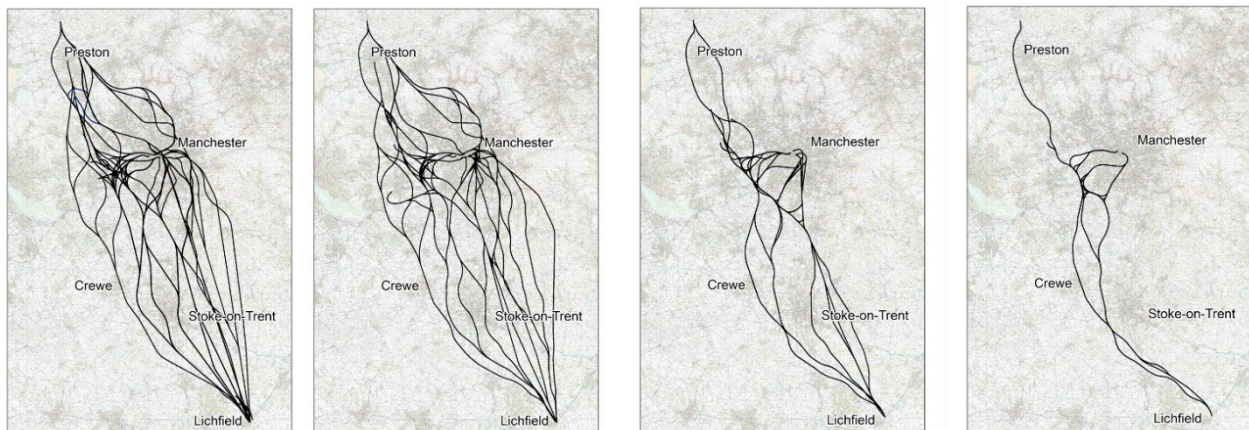 Preston
Manchester
Crewe
Stoke-on-Trent
Lichfield
Preston
Manchester
Crewe
Stoke-on-Trent
Lichfield
Preston
Manchester
Crewe
Stoke-on-Trent
Lichfield
Preston
Manchester
Crewe
Stoke-on-Trent
Lichfield